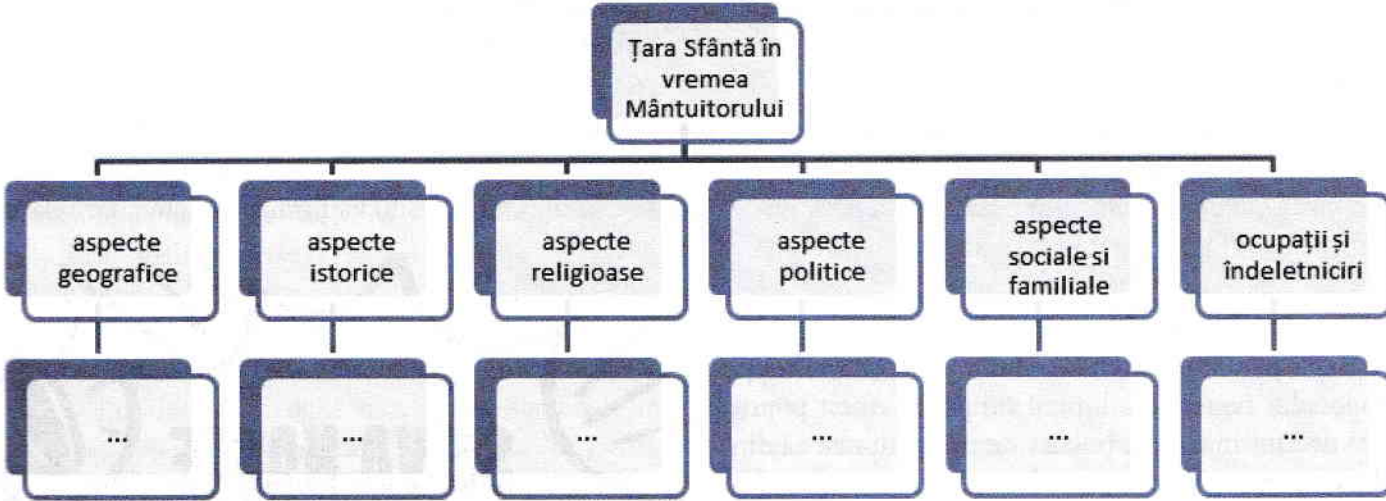 Țara Sfântă în
vremea
Mântuitorului
aspecte
geografice
aspecte
istorice
aspecte
religioase
aspecte
politice
aspecte
sociale si
familiale
ocupații și
îndeletniciri
...
...
...
...
...
...